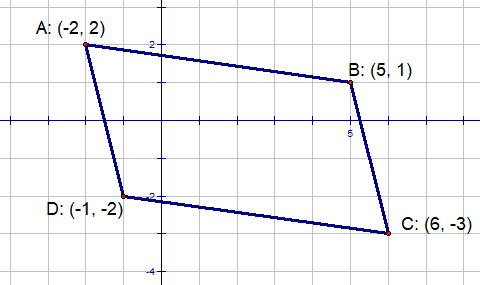 A: (-2, 2)
2
B: (5, 1)
5
-2
D: (-1, -2)
C: (6, -3)
-4